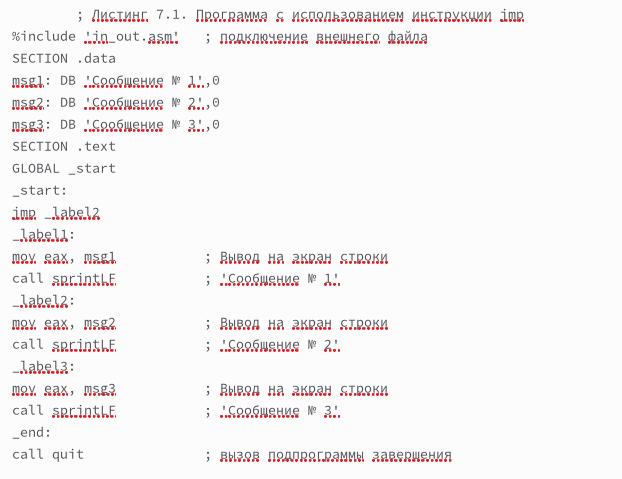 ; Листинг 7.1. Программа с использованием инструкции jmp
%include 'in_out.asm' ; подключение внешнего файла
SECTION .data
msg1: DB 'Сообщение № 1',0
msg2: DB 'Сообщение № 2',0
msg3: DB 'Сообщение № 3',0
SECTION .text
GLOBAL _start
_start:
jmp _label2
_label1:
mov eax, msg1 ; Вывод на экран строки
call sprintLF ; 'Сообщение № 1'
_label2:
mov eax, msg2 ; Вывод на экран строки
call sprintLF ; 'Сообщение № 2'
_label3:
mov eax, msg3 ; Вывод на экран строки
call sprintLF ; 'Сообщение № 3'
_end:
call quit ; вызов подпрограммы завершения